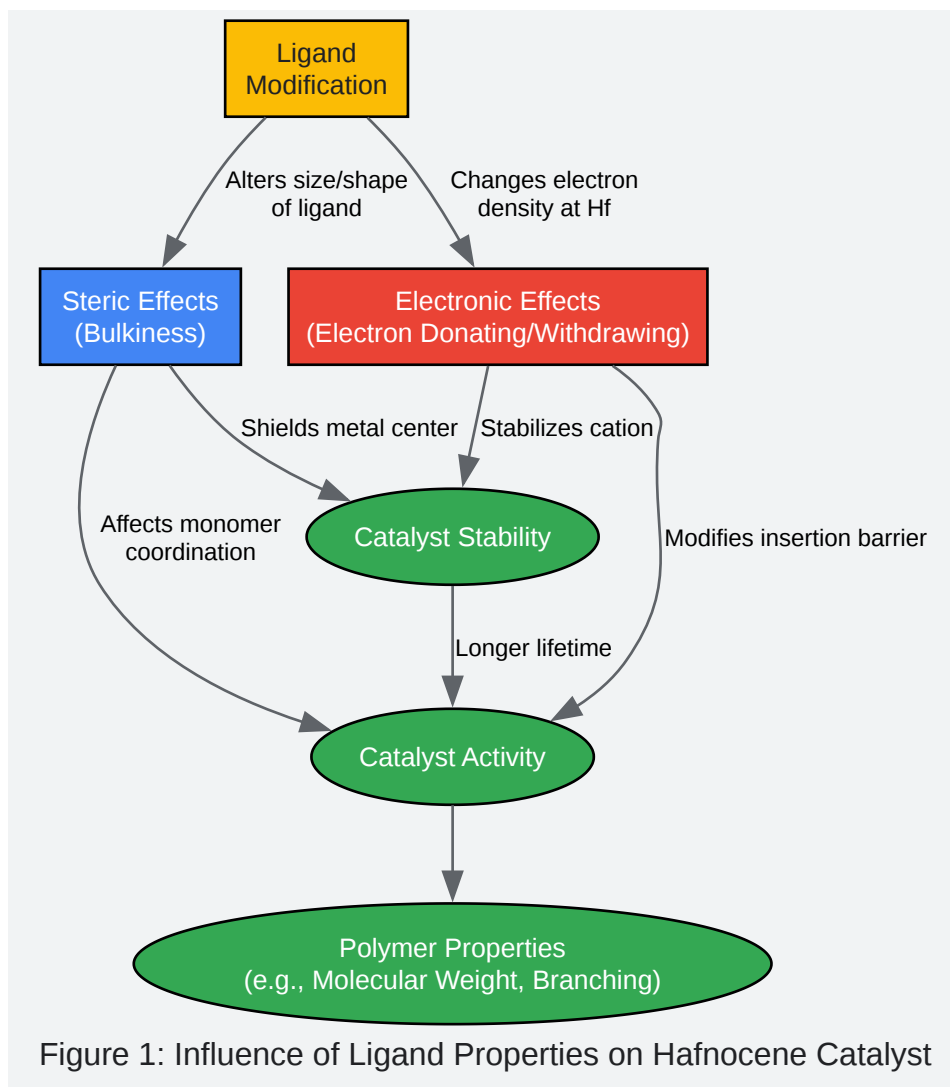 Ligand
Modification
Alters size/shape
of ligand
Changes electron
density at Hf
Steric Effects
(Bulkiness)
Electronic Effects
(Electron Donating/Withdrawing)
Shields metal center
Stabilizes cation
Affects monomer
coordination
Catalyst Stability
Modifies insertion barrier
Longer lifetime
Catalyst Activity
Polymer Properties
(e.g., Molecular Weight, Branching)
Figure 1: Influence of Ligand Properties on Hafnocene Catalyst